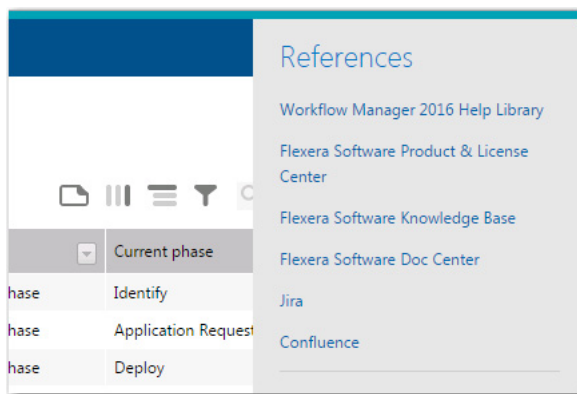 References
Workflow Manager 2016 Help Library
Flexera Software Product & License
Center
Flexera Software Knowledge Base
Flexera Software Doc Center
Jira
Confluence
Current phase
hase Identify
hase Application Request
hase Deploy